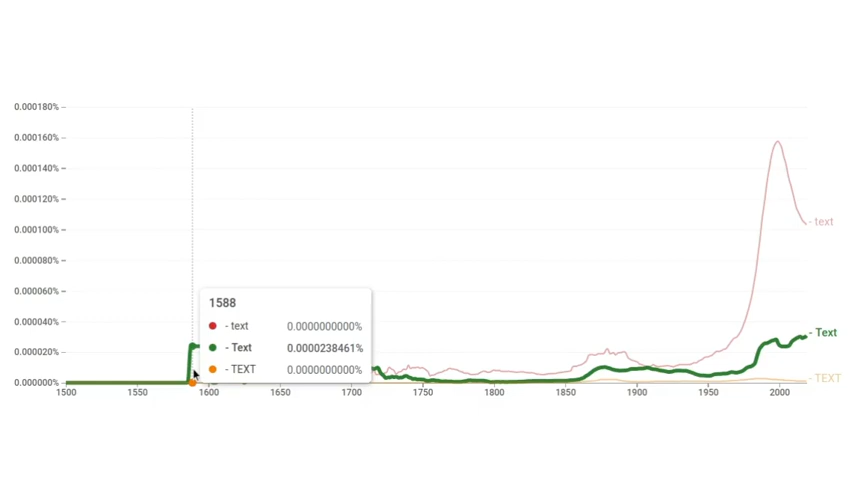 0.000180%
0.000160%
0.000140%
0.000120%
0.000100%
0.000080%
0.000060%
0.000040%
0.000020%
0.000000%
1588
- text 0.0000000000%
- Text 0.0000238461%
- TEXT 0.0000000000%
- text
- Text
- TEXT
1500 1550 1600 1650 1700 1750 1800 1850 1900 1950 2000